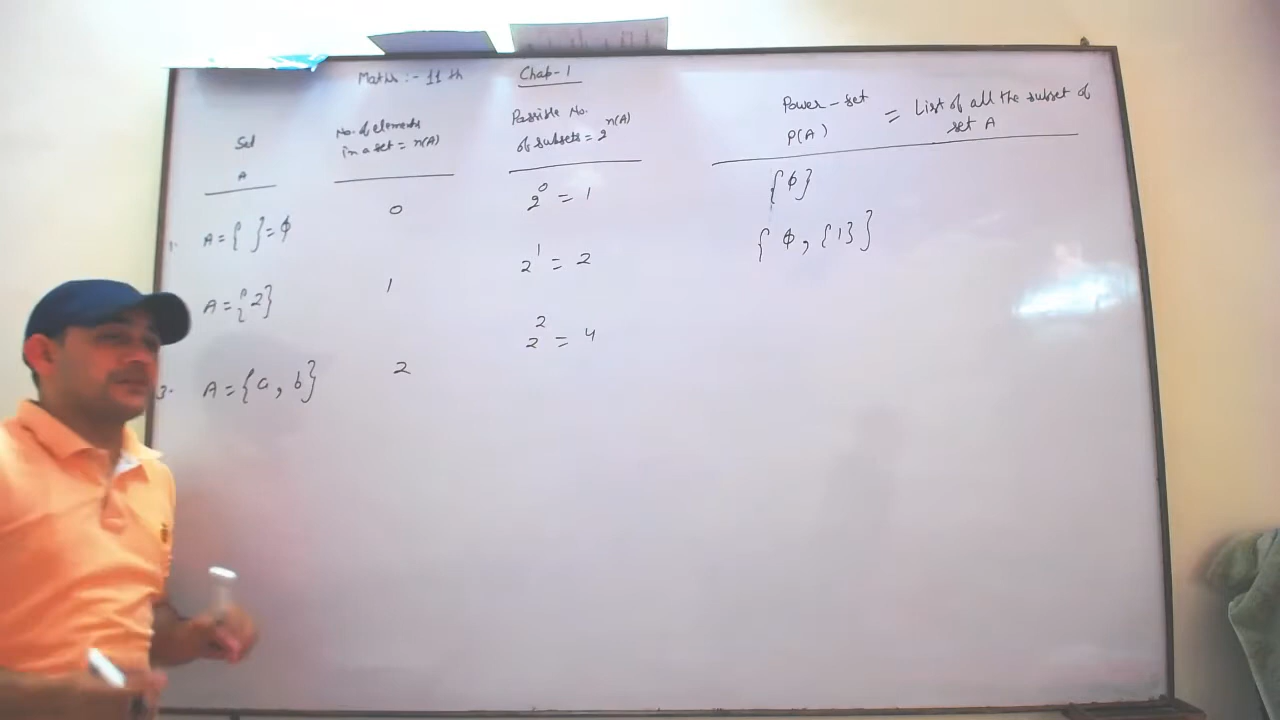 Maths :- 11 th
Chap-1
Set
A
No. of elements
in a set = n(A)
Possible No.
of subsets = 2^n(A)
Power-set
P(A)
= List of all the subset of
set A
1. A = { } = ϕ
0
2^0 = 1
{ϕ}
A = { 2}
1
2^1 = 2
{ ϕ, {1} }
3. A = {a, b}
2
2^2 = 4